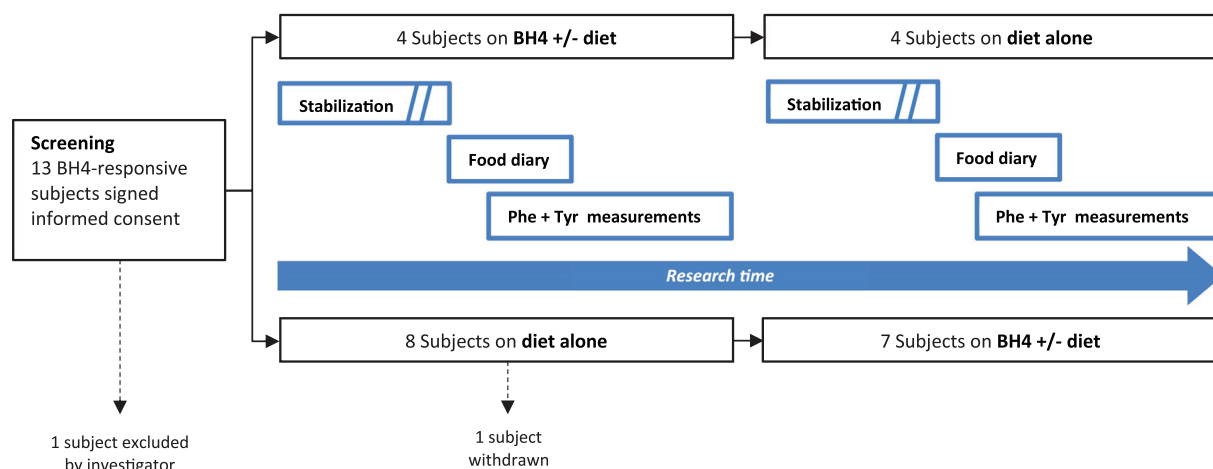 4 Subjects on BH4 +/- diet
4 Subjects on diet alone
Stabilization
Stabilization
Screening
13 BH4-responsive
subjects signed
informed consent
Food diary
Food diary
Phe + Tyr measurements
Phe + Tyr measurements
Research time
8 Subjects on diet alone
7 Subjects on BH4 +/- diet
1 subject excluded
by investigator
1 subject
withdrawn